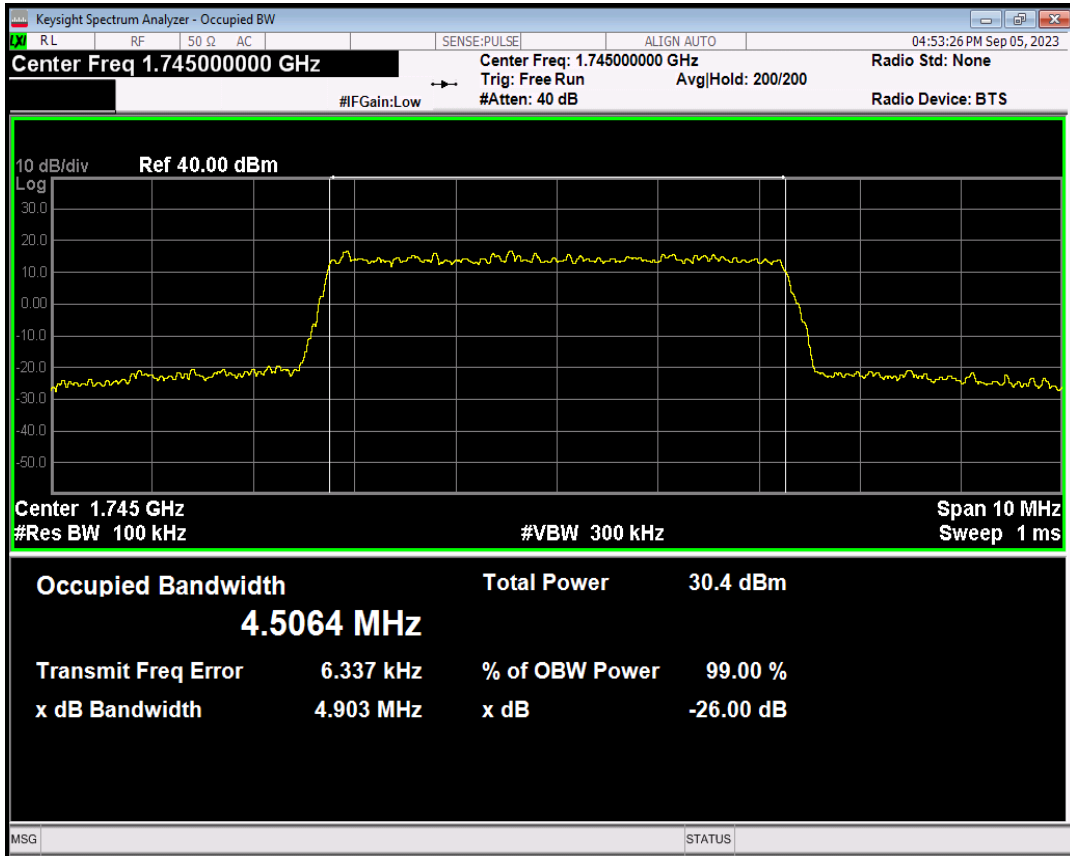 Keysight Spectrum Analyzer - Occupied BW
LXI RL RF 50 Ω AC SENSE:PULSE ALIGN AUTO 04:53:26 PM Sep 05, 2023
Center Freq 1.745000000 GHz Center Freq: 1.745000000 GHz Radio Std: None
Trig: Free Run Avg|Hold: 200/200
#IFGain:Low #Atten: 40 dB Radio Device: BTS
10 dB/div Ref 40.00 dBm
Log
30.0
20.0
10.0
0.00
-10.0
-20.0
-30.0
-40.0
-50.0
Center 1.745 GHz Span 10 MHz
#Res BW 100 kHz #VBW 300 kHz Sweep 1 ms
Occupied Bandwidth Total Power 30.4 dBm
4.5064 MHz
Transmit Freq Error 6.337 kHz % of OBW Power 99.00 %
x dB Bandwidth 4.903 MHz x dB -26.00 dB
MSG STATUS